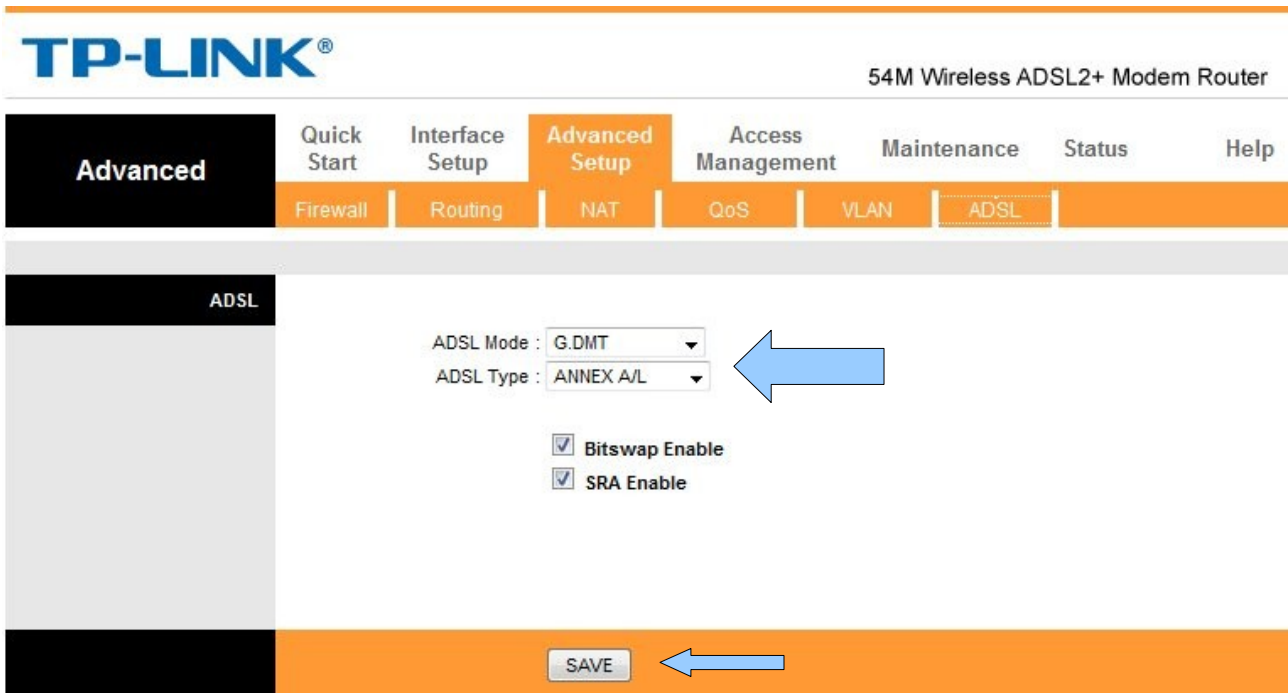 TP-LINK®
54M Wireless ADSL2+ Modem Router
Advanced
Quick Start
Interface Setup
Advanced Setup
Access Management
Maintenance
Status
Help
Firewall
Routing
NAT
QoS
VLAN
ADSL
ADSL
ADSL Mode : G.DMT
ADSL Type : ANNEX A/L
Bitswap Enable
SRA Enable
SAVE